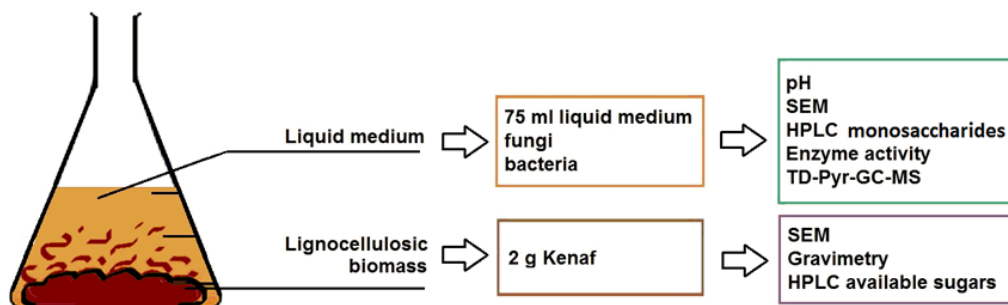 Liquid medium
75 ml liquid medium
fungi
bacteria
pH
SEM
HPLC monosaccharides
Enzyme activity
TD-Pyr-GC-MS
Lignocellulosic
biomass
2 g Kenaf
SEM
Gravimetry
HPLC available sugars